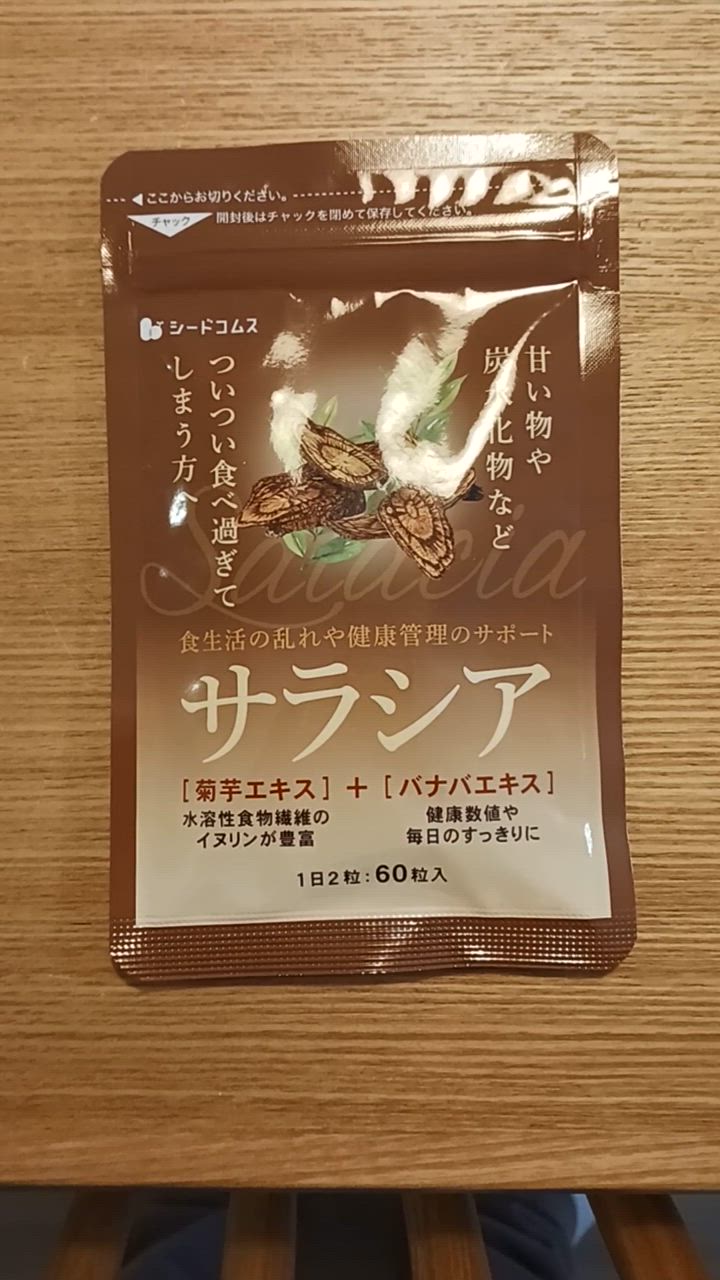 ここからお切りください。
チャック
開封後はチャックを閉めて保存してください。
シードコムス
甘い物や
炭水化物など
ついつい食べ過ぎて
しまう方へ
Salacia
食生活の乱れや健康管理のサポート
サラシア
[菊芋エキス]+[バナバエキス]
水溶性食物繊維の
イヌリンが豊富
健康数値や
毎日のすっきりに
1日2粒:60粒入